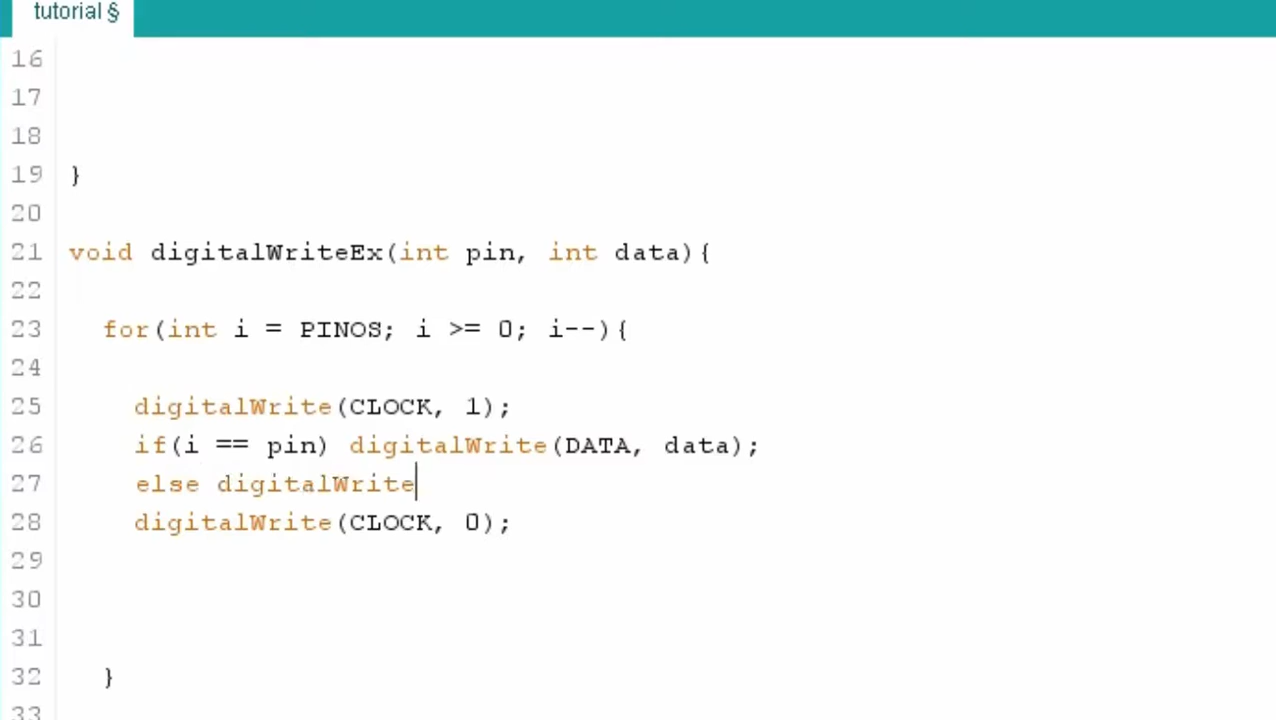 tutorial §
16
17
18
19 }
20
21 void digitalWriteEx(int pin, int data){
22
23 for(int i = PINOS; i >= 0; i--){
24
25 digitalWrite(CLOCK, 1);
26 if(i == pin) digitalWrite(DATA, data);
27 else digitalWrite
28 digitalWrite(CLOCK, 0);
29
30
31
32 }
33